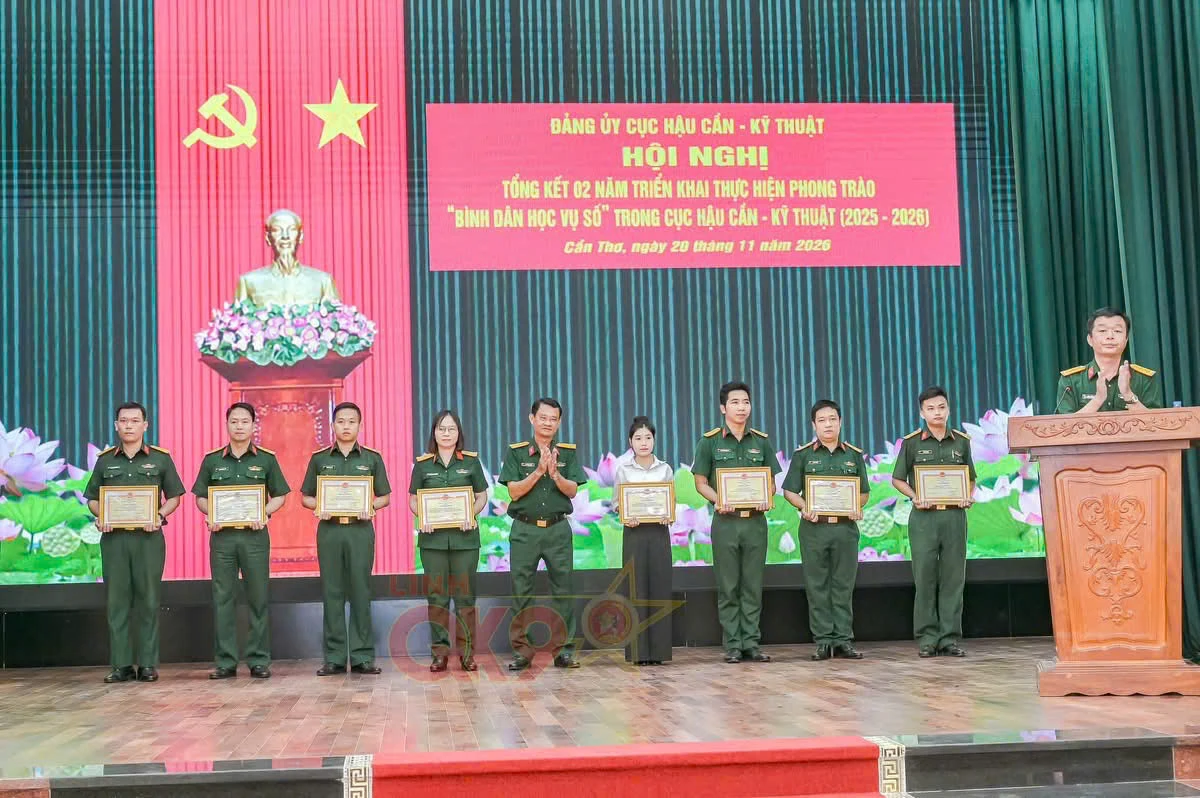 ĐẢNG ỦY CỤC HẬU CẦN - KỸ THUẬT
HỘI NGHỊ
TỔNG KẾT 02 NĂM TRIỂN KHAI THỰC HIỆN PHONG TRÀO
"BÌNH DÂN HỌC VỤ SỐ" TRONG CỤC HẬU CẦN - KỸ THUẬT (2025 - 2026)
Cần Thơ, ngày 20 tháng 11 năm 2026
LINH
QK9